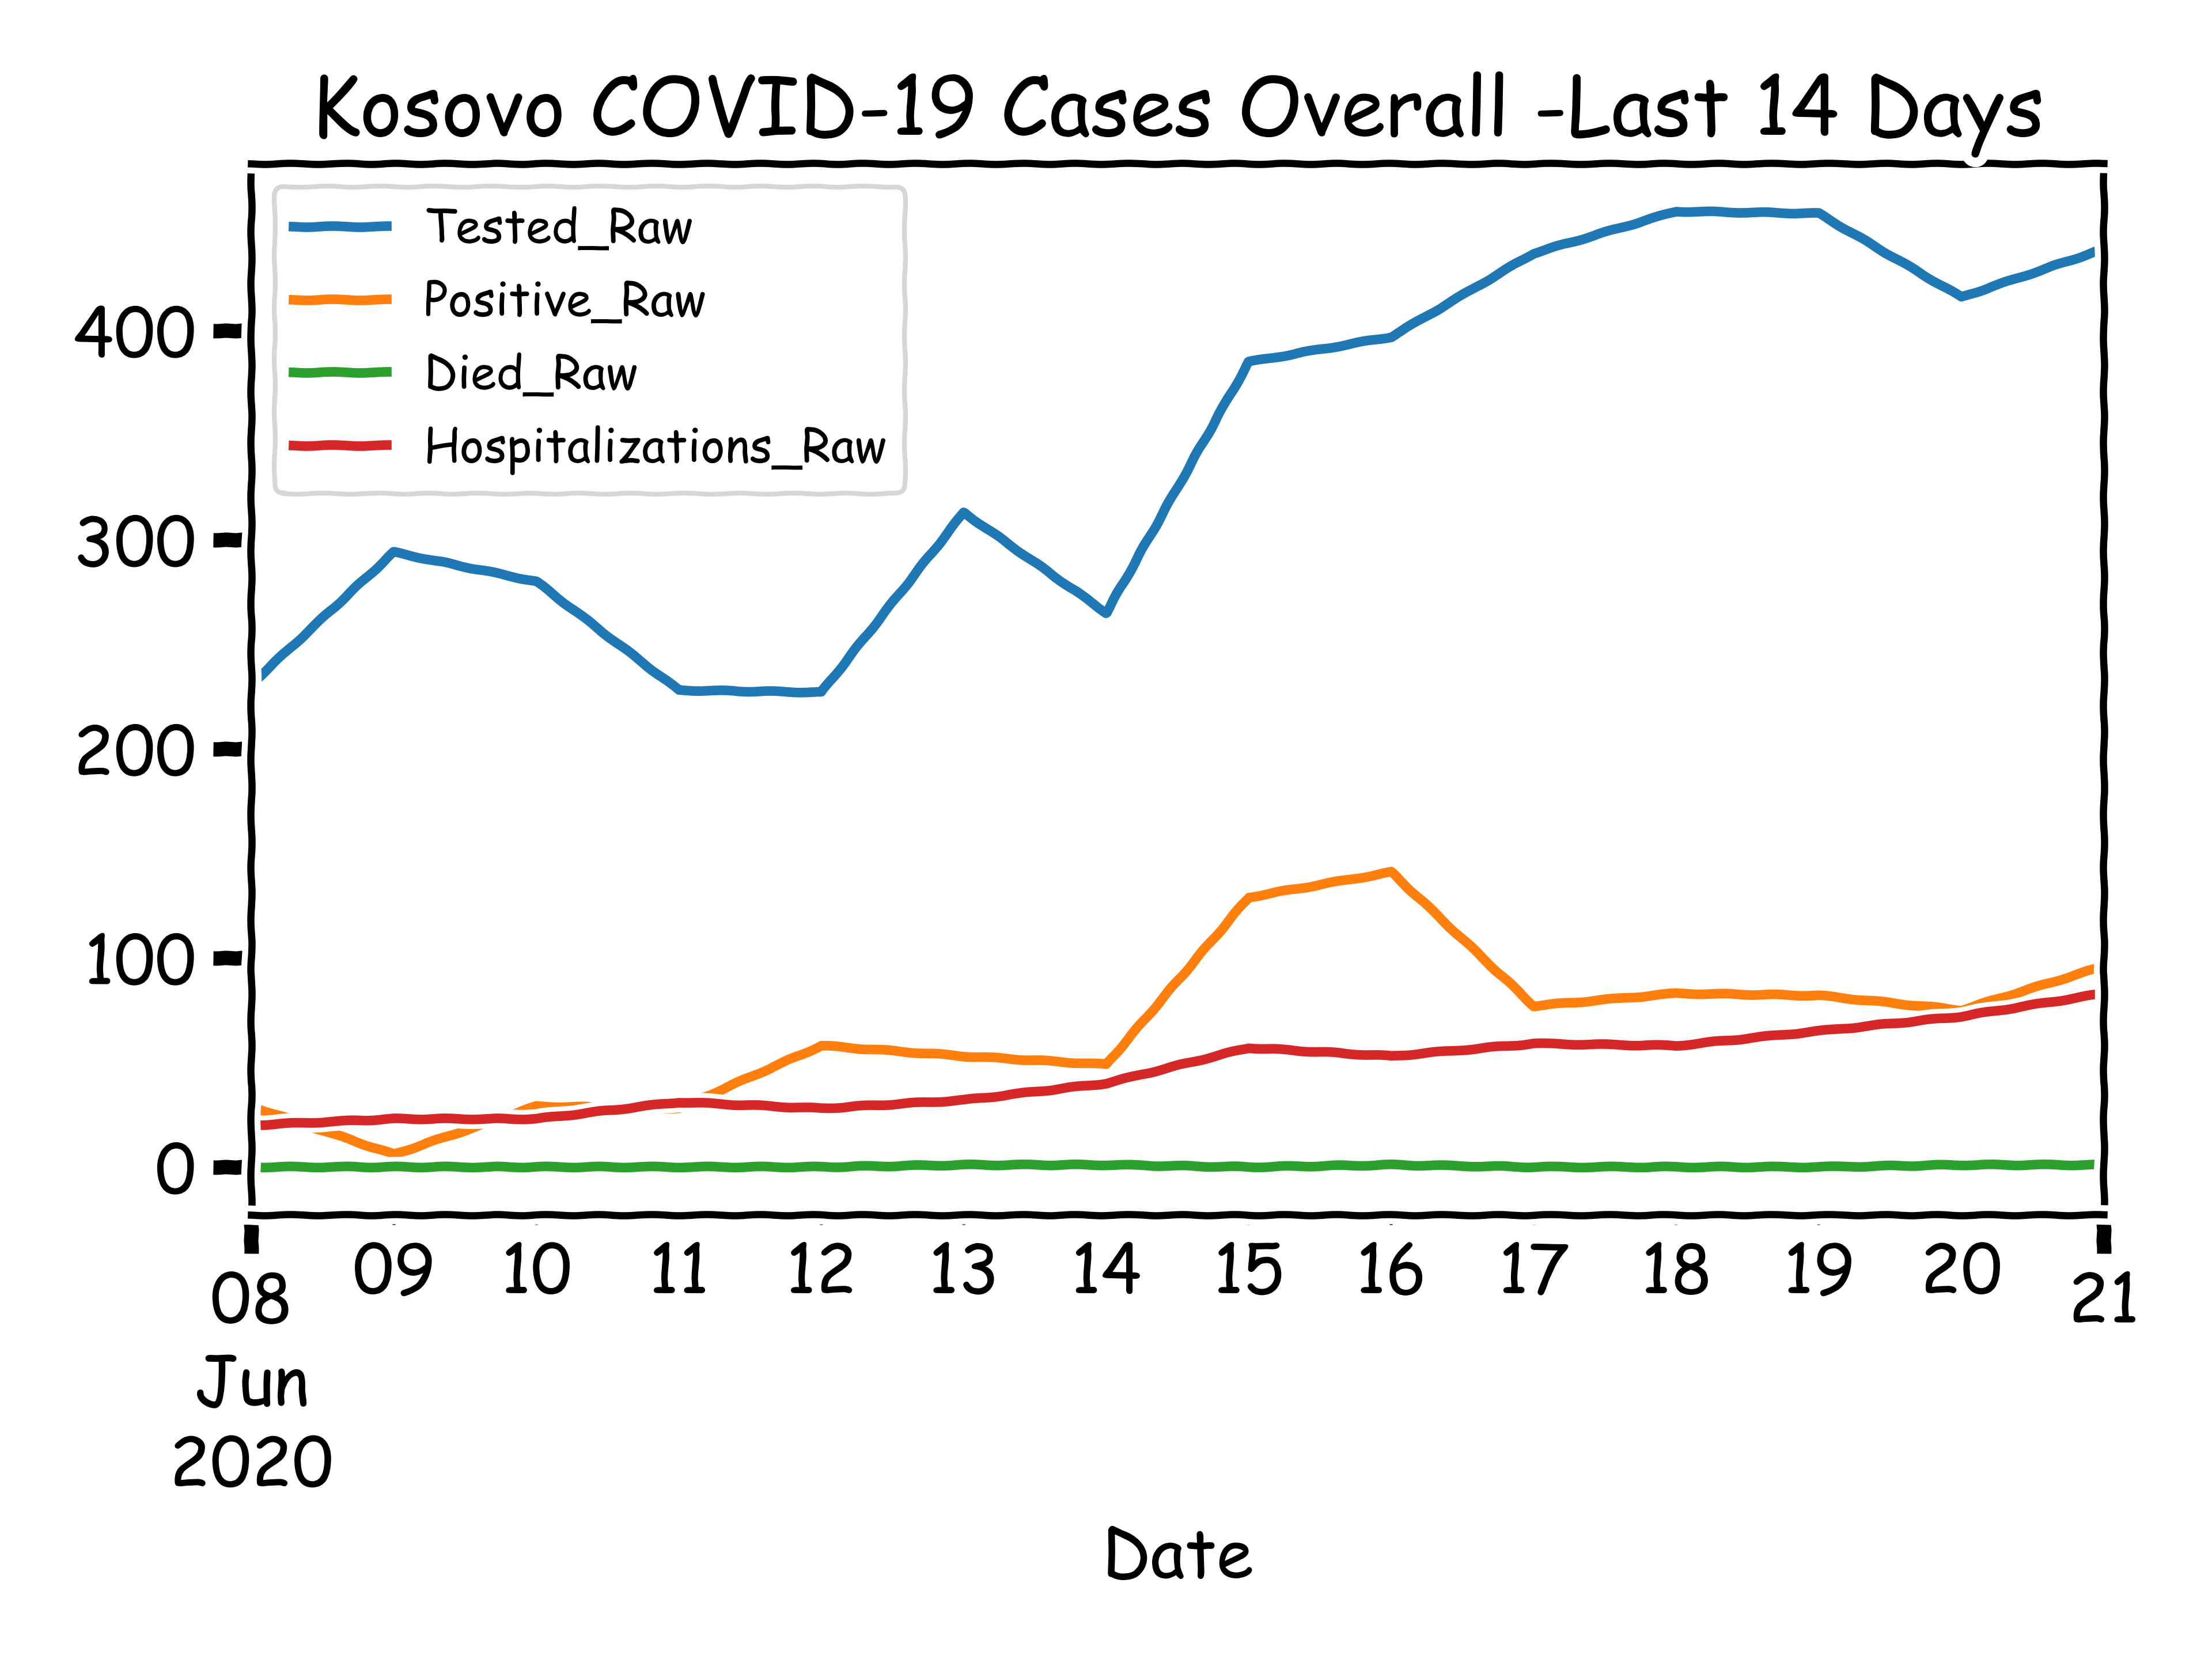 Kosovo COVID-19 Cases Overall -Last 14 Days
Tested_Raw
Positive_Raw
Died_Raw
Hospitalizations_Raw
400
300
200
100
0
08 09 10 11 12 13 14 15 16 17 18 19 20 21
Jun
2020
Date